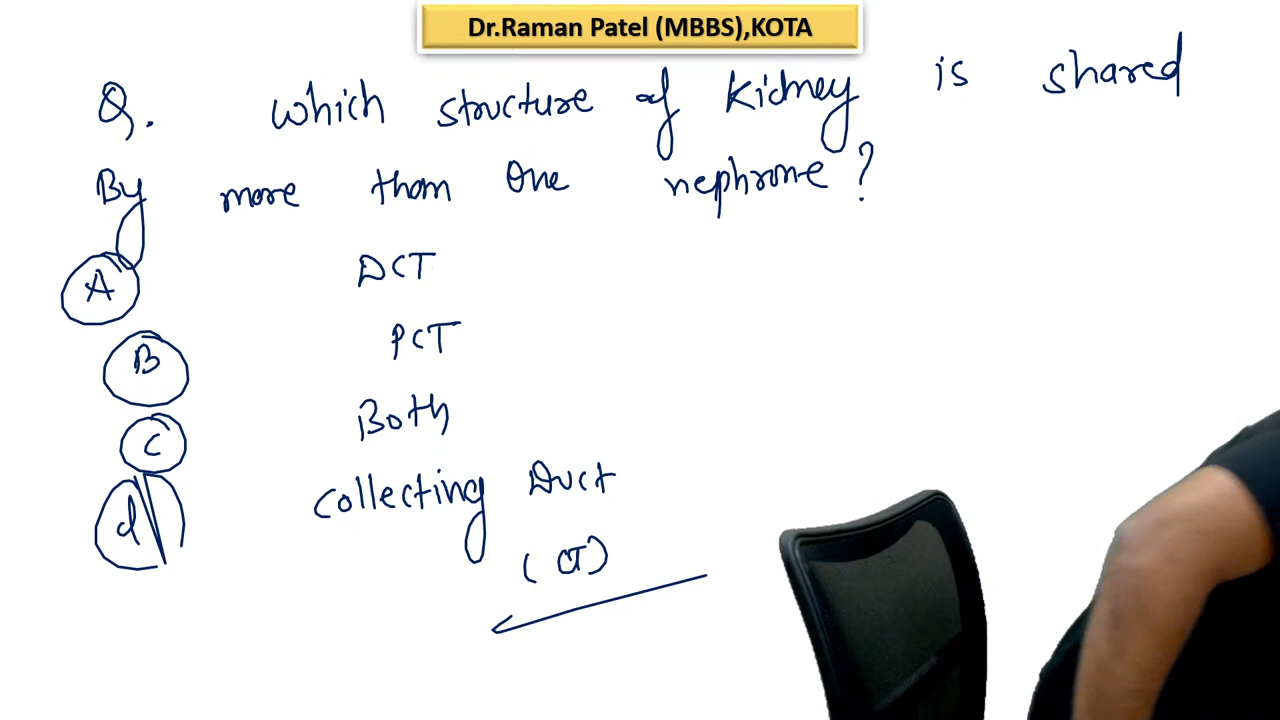 Dr.Raman Patel (MBBS),KOTA
Q. Which structure of Kidney is shared
By more than One nephrone?
A DCT
B PCT
C Both
d Collecting Duct
(CT)